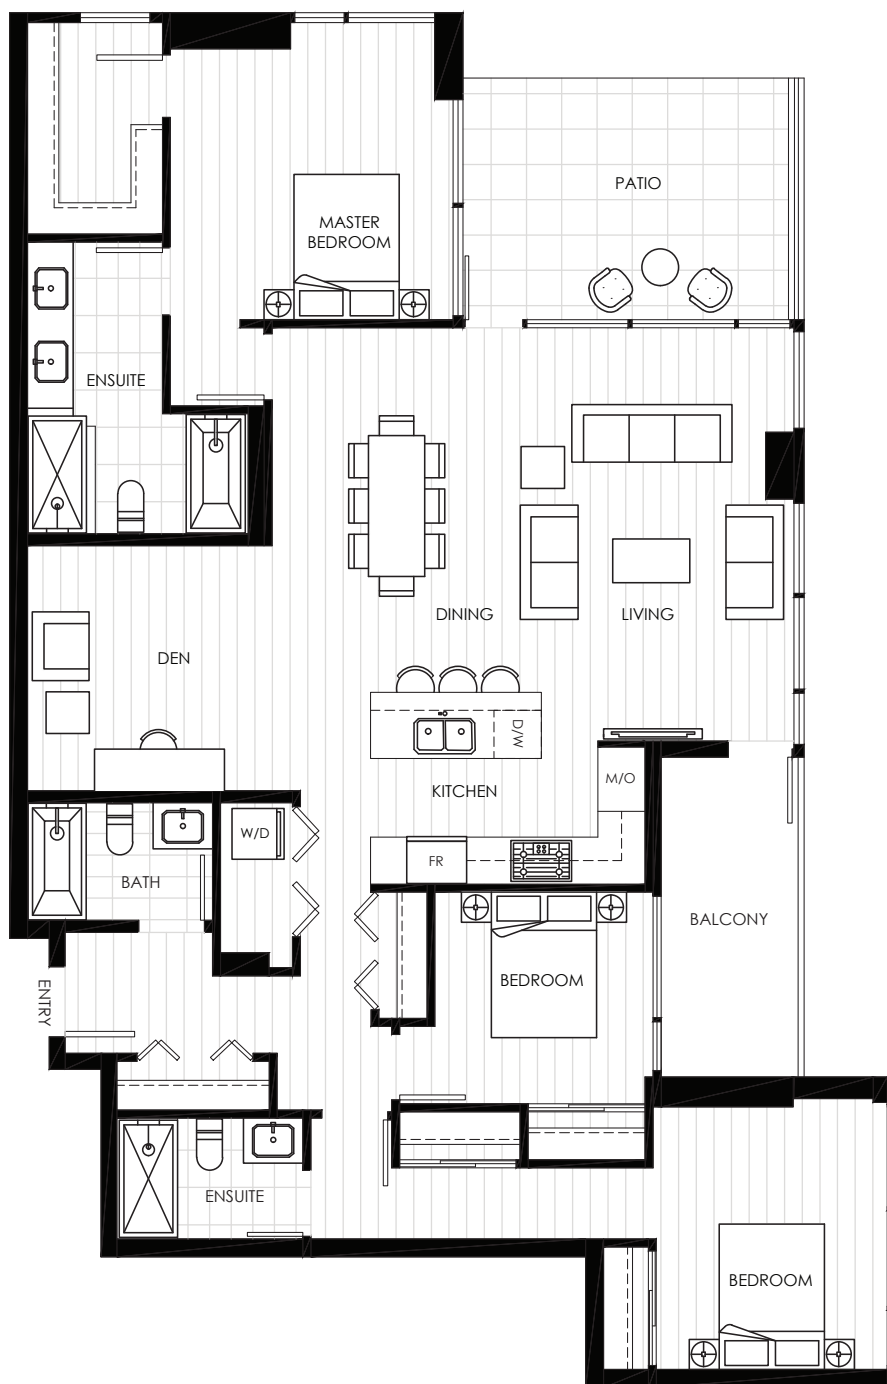 PATIO
MASTER
BEDROOM
ENSUITE
DINING
LIVING
DEN
D/W
M/O
KITCHEN
W/D
FR
BATH
BALCONY
BEDROOM
ENTRY
ENSUITE
BEDROOM